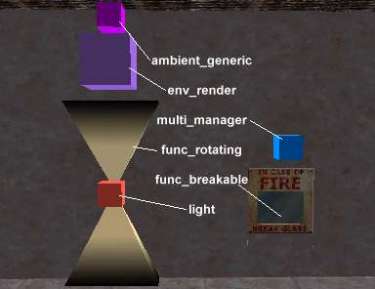 ambient_generic
env_render
multi_manager
func_rotating
func_breakable
light
IN CASE OF
FIRE
BREAK GLASS